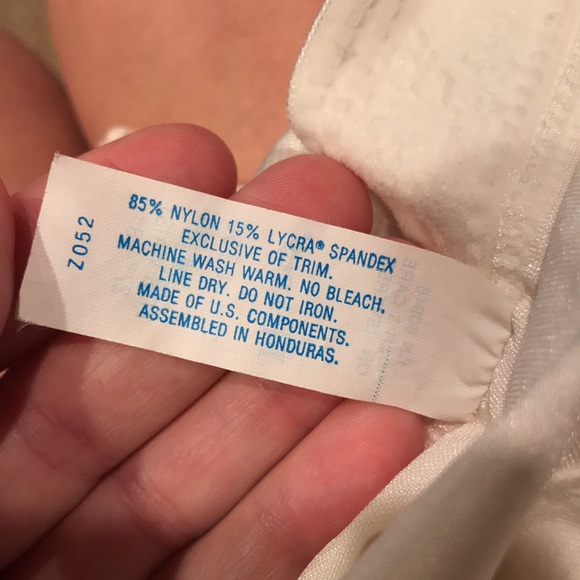 85% NYLON 15% LYCRA® SPANDEX
EXCLUSIVE OF TRIM.
MACHINE WASH WARM. NO BLEACH.
LINE DRY. DO NOT IRON.
MADE OF U.S. COMPONENTS.
ASSEMBLED IN HONDURAS.
Z052